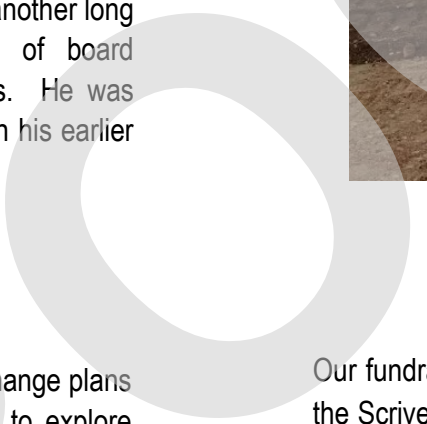 another long
of board
s. He was
n his earlier
hange plans
to explore
Our fundra
the Scrive